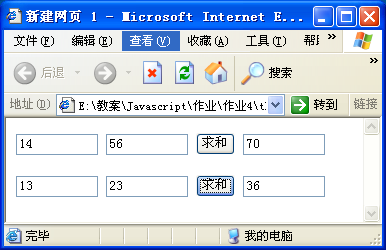 新建网页 1 - Microsoft Internet E...
文件(F) 编辑(E) 查看(V) 收藏(A) 工具(T) »
后退 » 搜索 »
地址(D) E:\教案\Javascript\作业\作业4\t 转到 链接
14 56 求和 70
13 23 求和 36
完毕 我的电脑